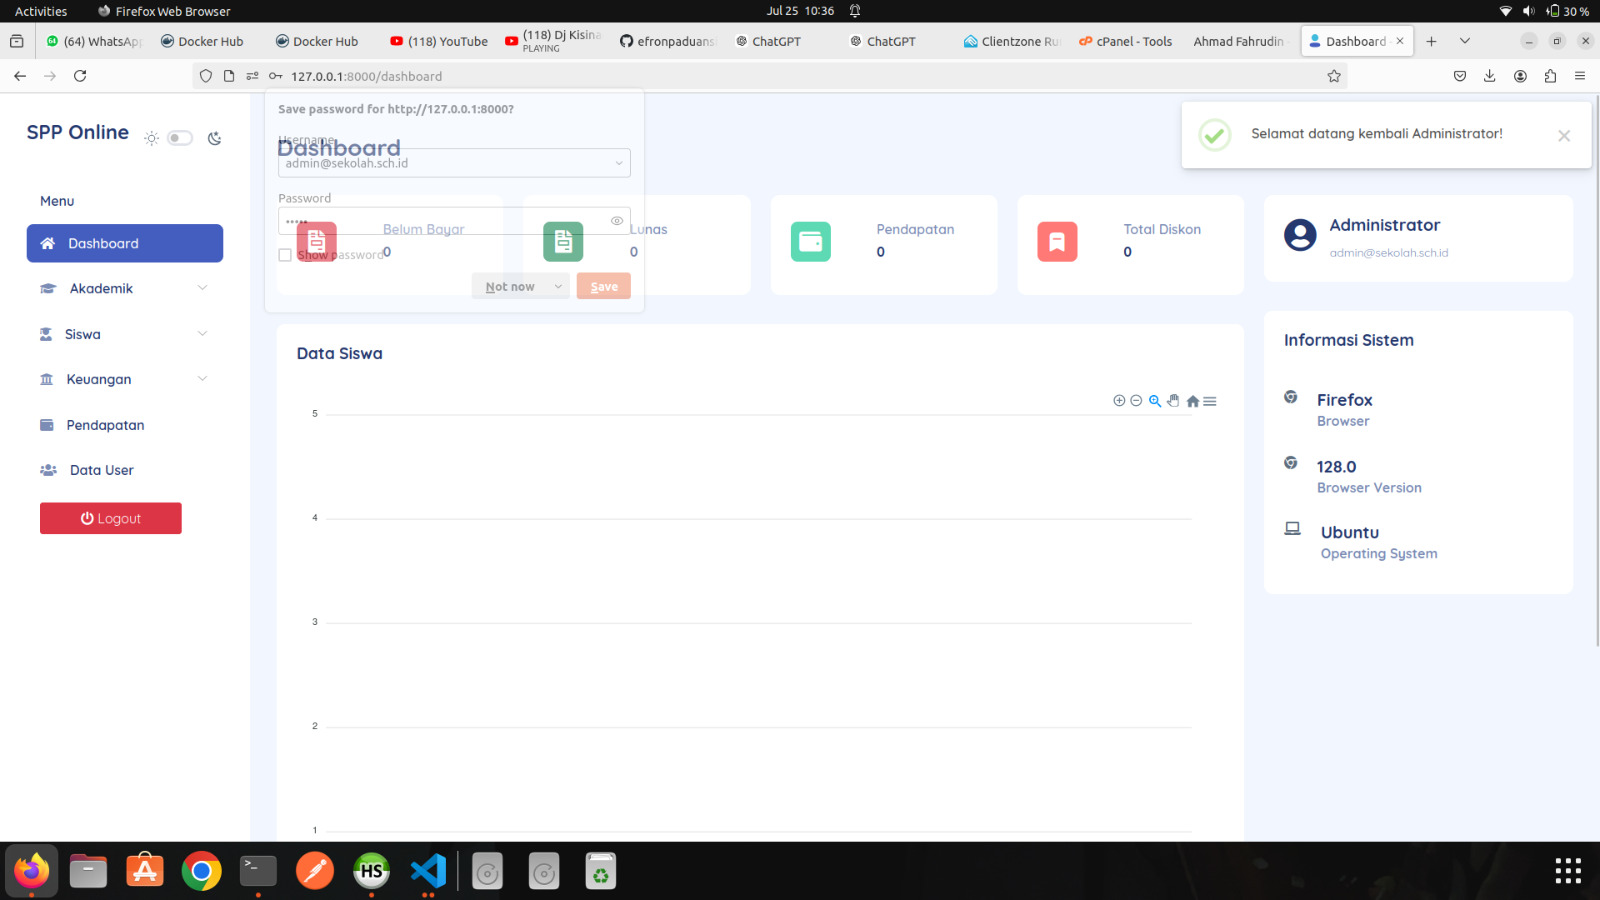 Activities
Firefox Web Browser
Jul 25 10:36
30 %
(64) WhatsApp
Docker Hub
Docker Hub
(118) YouTube
(118) Dj Kisina
PLAYING
efronpaduansi
ChatGPT
ChatGPT
Clientzone Ru
cPanel - Tools
Ahmad Fahrudin
Dashboard
127.0.0.1:8000/dashboard
SPP Online
Menu
Dashboard
Akademik
Siswa
Keuangan
Pendapatan
Data User
Logout
Save password for http://127.0.0.1:8000?
Username
admin@sekolah.sch.id
Password
•••••
Show password
Not now
Save
Dashboard
Selamat datang kembali Administrator!
Belum Bayar
0
Lunas
0
Pendapatan
0
Total Diskon
0
Administrator
admin@sekolah.sch.id
Data Siswa
5
4
3
2
1
Informasi Sistem
Firefox
Browser
128.0
Browser Version
Ubuntu
Operating System
HS